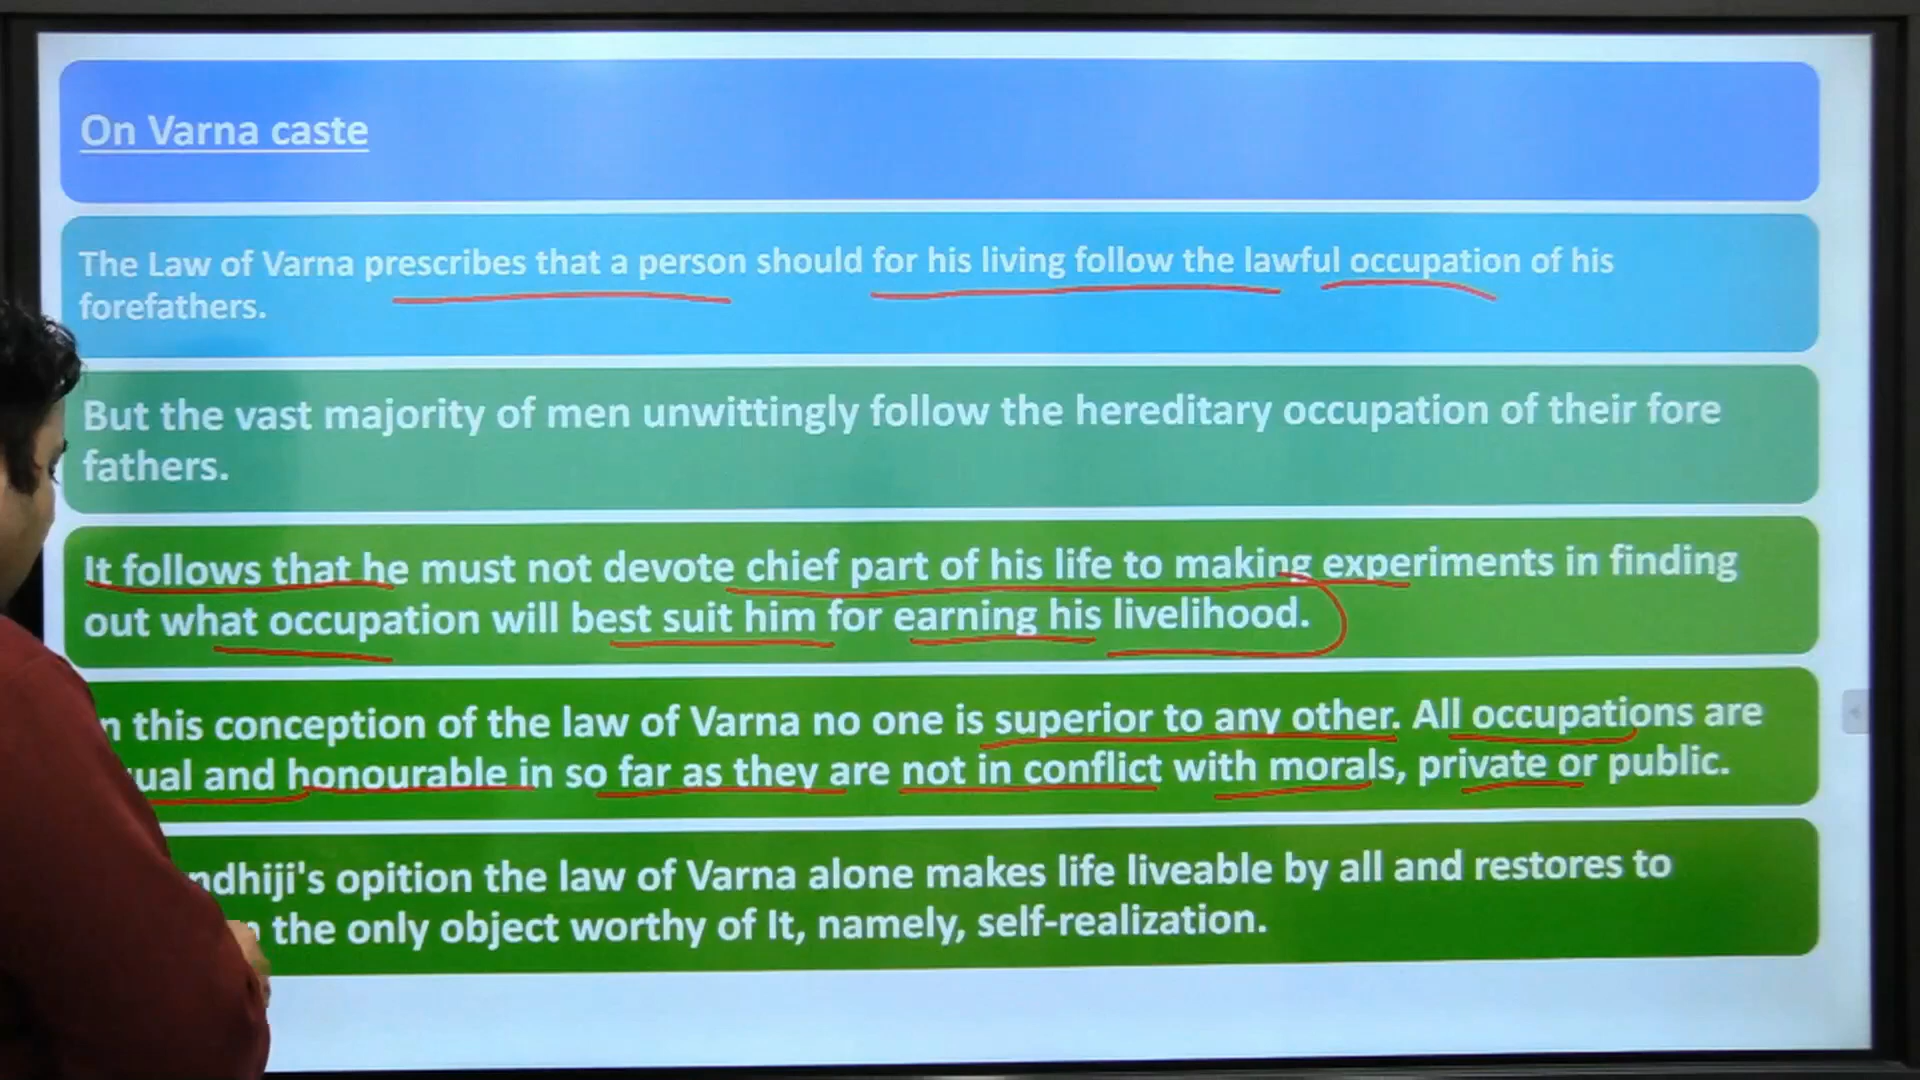 On Varna caste
The Law of Varna prescribes that a person should for his living follow the lawful occupation of his
forefathers.
But the vast majority of men unwittingly follow the hereditary occupation of their fore
fathers.
It follows that he must not devote chief part of his life to making experiments in finding
out what occupation will best suit him for earning his livelihood.
this conception of the law of Varna no one is superior to any other. All occupations are
and honourable in so far as they are not in conflict with morals, private or public.
opition the law of Varna alone makes life liveable by all and restores to
the only object worthy of It, namely, self-realization.